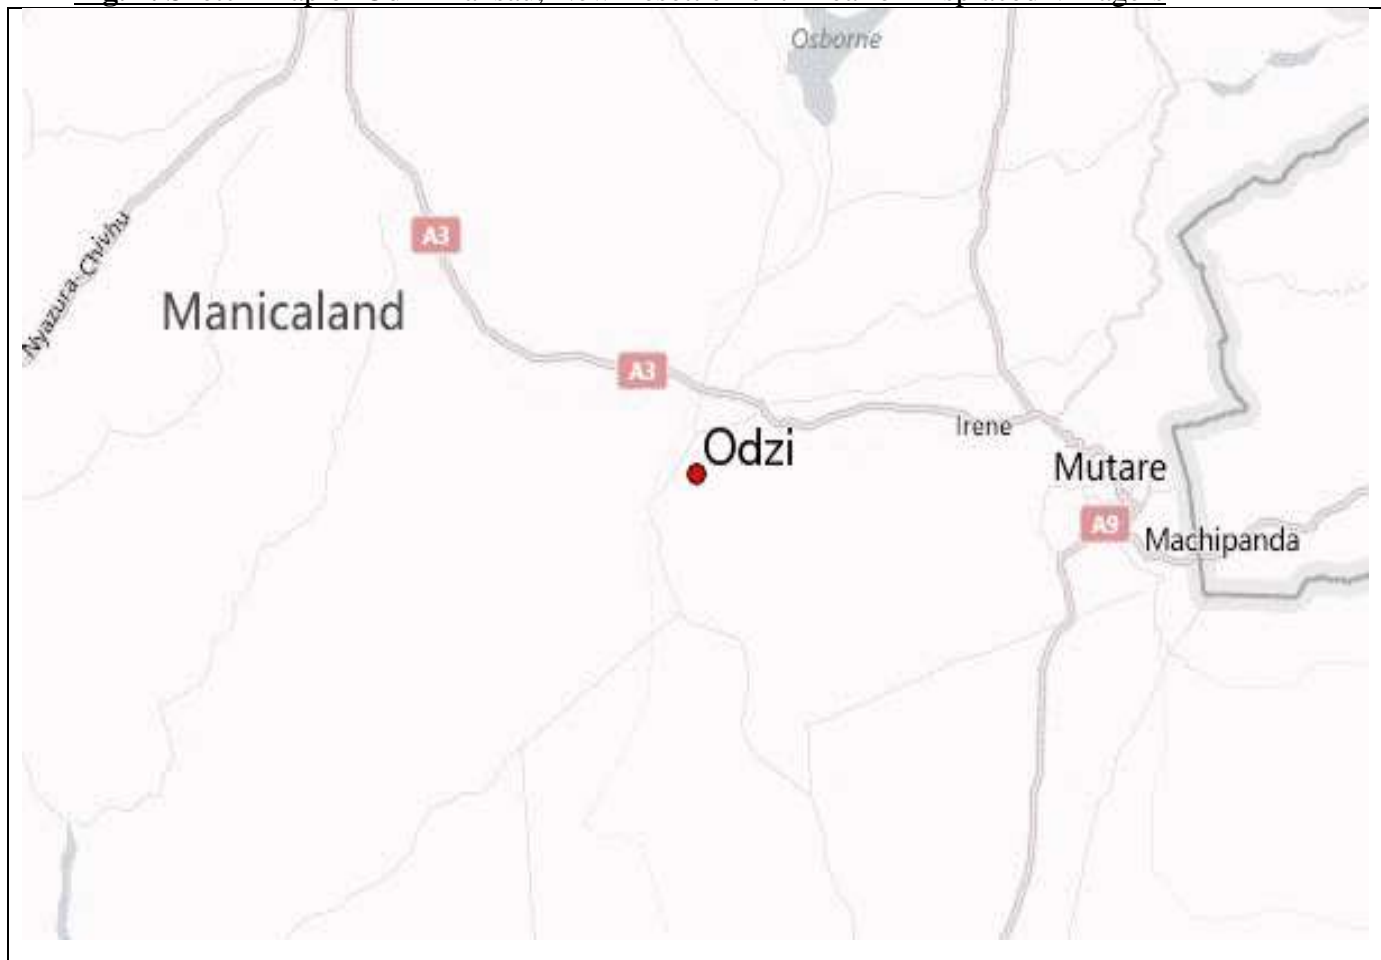 Osborne
Nyazura-Chivhu
A3
Manicaland
A3
Irene
Odzi
Mutare
A9
Machipanda